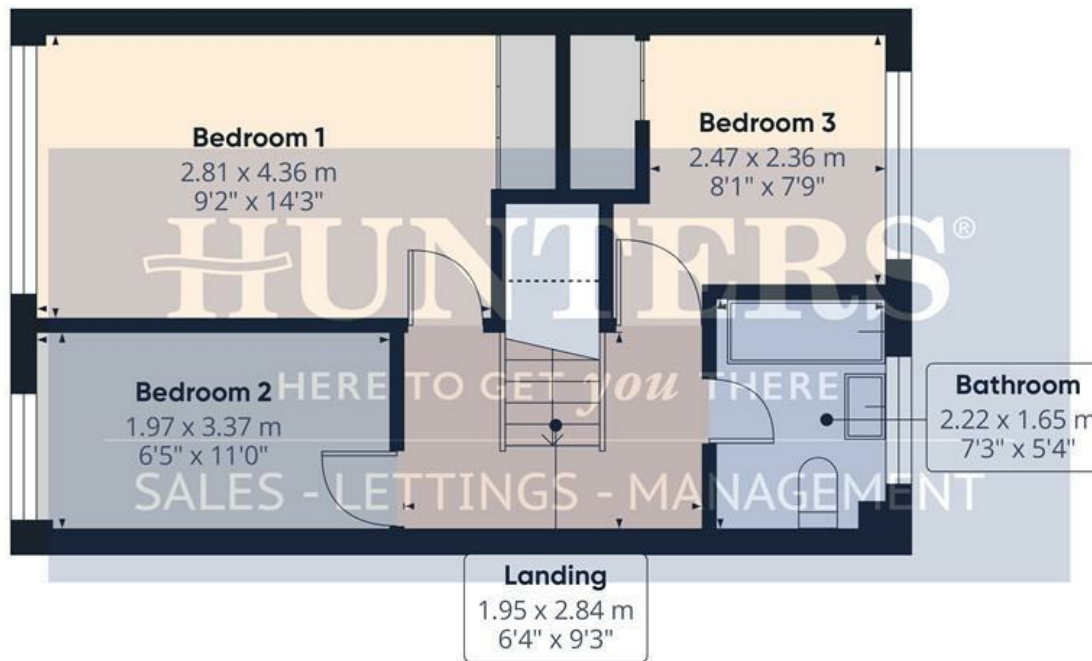 Bedroom 1
2.81 x 4.36 m
9'2" x 14'3"
Bedroom 3
2.47 x 2.36 m
8'1" x 7'9"
HUNTERS®
HERE TO GET you THERE
SALES - LETTINGS - MANAGEMENT
Bedroom 2
1.97 x 3.37 m
6'5" x 11'0"
Bathroom
2.22 x 1.65 m
7'3" x 5'4"
Landing
1.95 x 2.84 m
6'4" x 9'3"